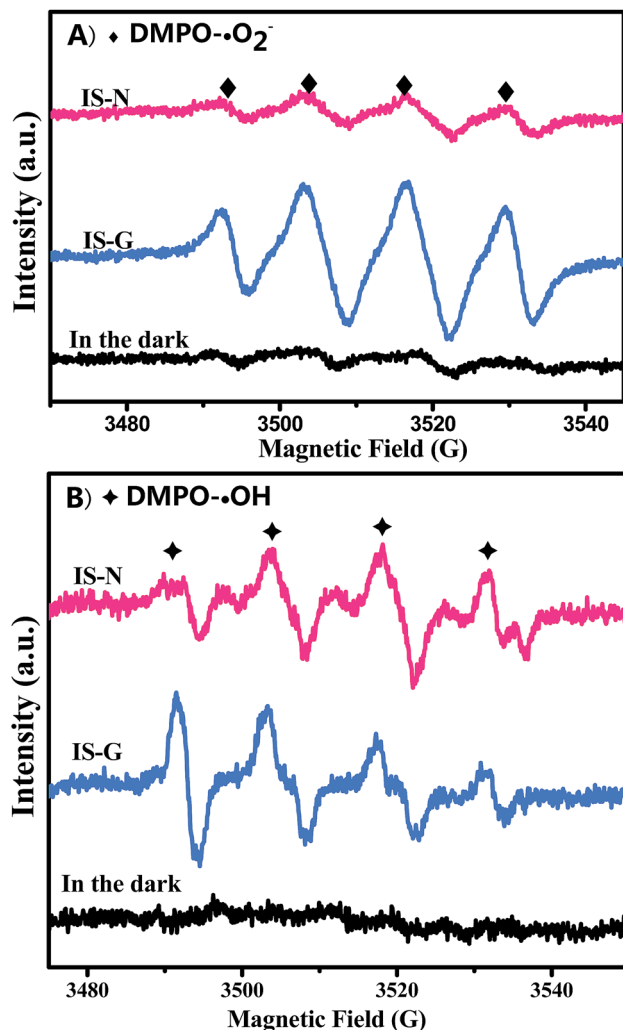 A) ♦ DMPO-•O₂⁻
IS-N
IS-G
In the dark
Intensity (a.u.)
3480 3500 3520 3540
Magnetic Field (G)
B) ✦ DMPO-•OH
IS-N
IS-G
In the dark
Intensity (a.u.)
3480 3500 3520 3540
Magnetic Field (G)